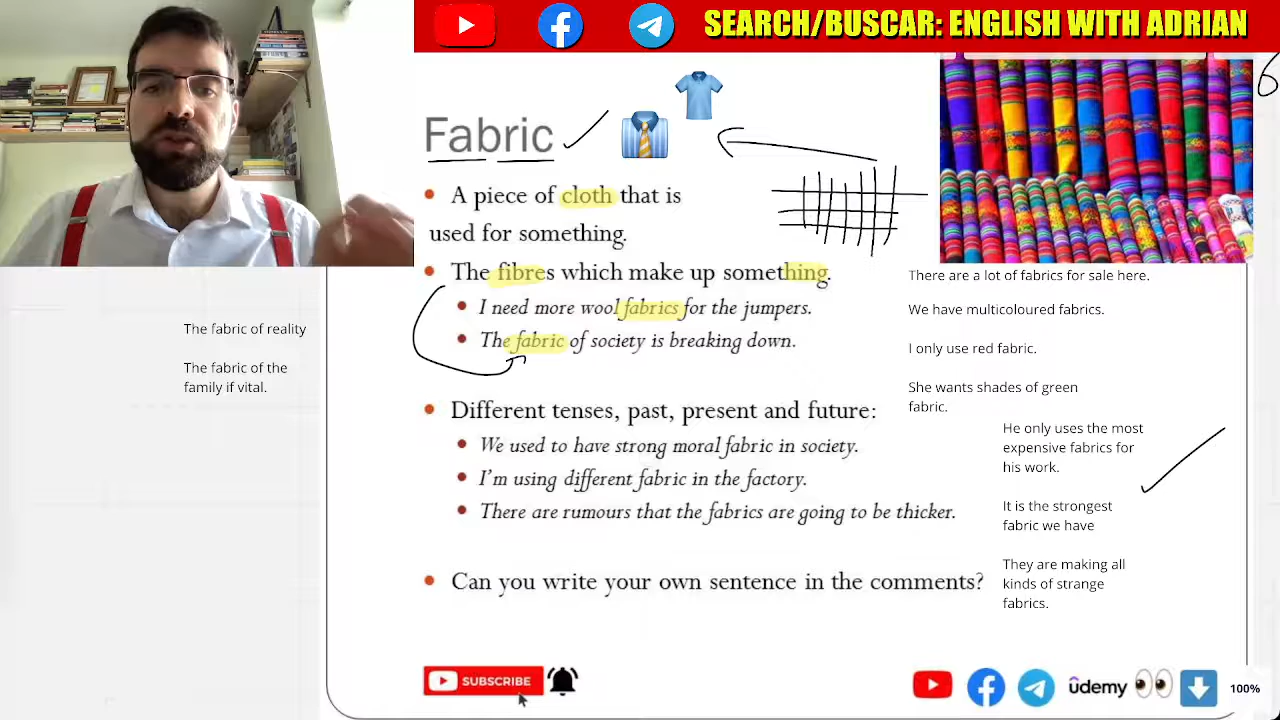 SEARCH/BUSCAR: ENGLISH WITH ADRIAN
Fabric
A piece of cloth that is
used for something.
The fibres which make up something.
I need more wool fabrics for the jumpers.
The fabric of society is breaking down.
Different tenses, past, present and future:
We used to have strong moral fabric in society.
I'm using different fabric in the factory.
There are rumours that the fabrics are going to be thicker.
Can you write your own sentence in the comments?
The fabric of reality
The fabric of the
family if vital.
There are a lot of fabrics for sale here.
We have multicoloured fabrics.
I only use red fabric.
She wants shades of green
fabric.
He only uses the most
expensive fabrics for
his work.
It is the strongest
fabric we have
They are making all
kinds of strange
fabrics.
SUBSCRIBE
udemy
100%